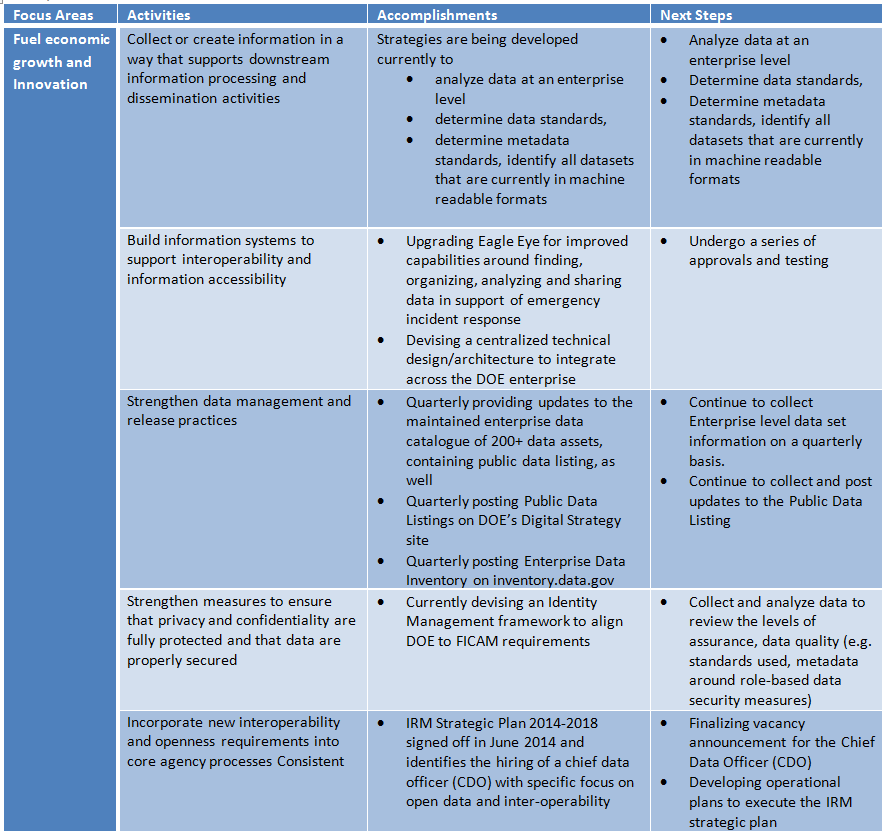 Focus Areas
Activities
Accomplishments
Next Steps
Fuel economic
growth and
Innovation
Collect or create information in a
way that supports downstream
information processing and
dissemination activities
Strategies are being developed
currently to
• analyze data at an enterprise
level
• determine data standards,
• determine metadata
standards, identify all datasets
that are currently in machine
readable formats
• Analyze data at an
enterprise level
• Determine data standards,
• Determine metadata
standards, identify all
datasets that are currently
in machine readable
formats
Build information systems to
support interoperability and
information accessibility
• Upgrading Eagle Eye for improved
capabilities around finding,
organizing, analyzing and sharing
data in support of emergency
incident response
• Devising a centralized technical
design/architecture to integrate
across the DOE enterprise
• Undergo a series of
approvals and testing
Strengthen data management and
release practices
• Quarterly providing updates to the
maintained enterprise data
catalogue of 200+ data assets,
containing public data listing, as
well
• Quarterly posting Public Data
Listings on DOE's Digital Strategy
site
• Quarterly posting Enterprise Data
Inventory on inventory.data.gov
• Continue to collect
Enterprise level data set
information on a quarterly
basis.
• Continue to collect and post
updates to the Public Data
Listing
Strengthen measures to ensure
that privacy and confidentiality are
fully protected and that data are
properly secured
• Currently devising an Identity
Management framework to align
DOE to FICAM requirements
• Collect and analyze data to
review the levels of
assurance, data quality (e.g.
standards used, metadata
around role-based data
security measures)
Incorporate new interoperability
and openness requirements into
core agency processes Consistent
• IRM Strategic Plan 2014-2018
signed off in June 2014 and
identifies the hiring of a chief data
officer (CDO) with specific focus on
open data and inter-operability
• Finalizing vacancy
announcement for the Chief
Data Officer (CDO)
• Developing operational
plans to execute the IRM
strategic plan